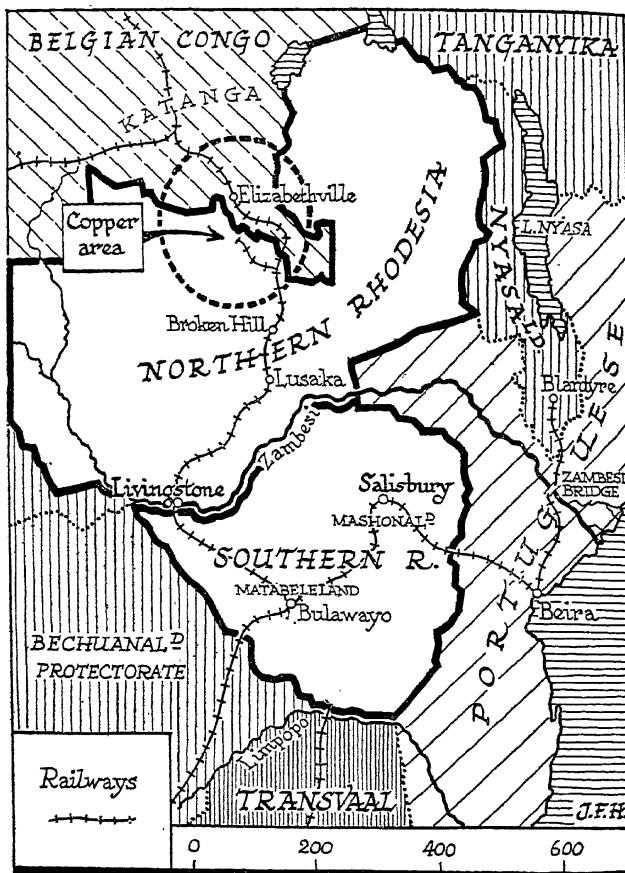 BELGIAN CONGO
TANGANYIKA
KATANGA
Elizabethville
Copper
area
L. NYASA
NYASALD
NORTHERN RHODESIA
Broken Hill
Lusaka
Blantyre
Zambesi
ZAMBESI
BRIDGE
Livingstone
Salisbury
MASHONALD
SOUTHERN R.
MATABELELAND
Bulawayo
Beira
PORTUGUESE
BECHUANALD
PROTECTORATE
Limpopo
Railways
TRANSVAAL
J.F.H.
0 200 400 600